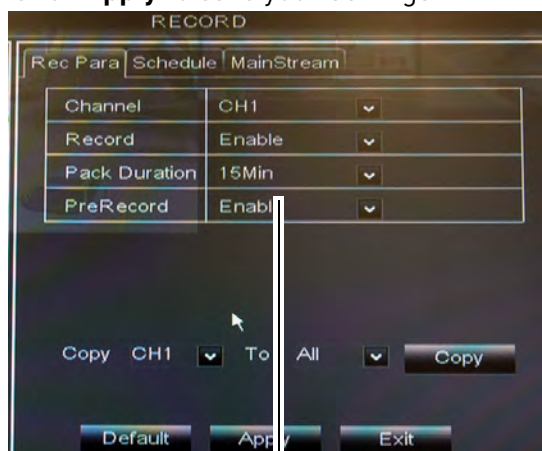 Apply
RECORD
Rec Para Schedule MainStream
Channel CH1
Record Enable
Pack Duration 15Min
PreRecord Enabl
Copy CH1 To All Copy
Default Apply Exit